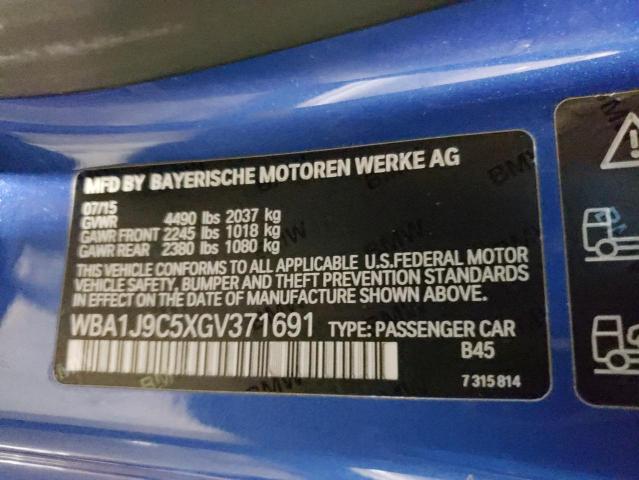 MFD BY BAYERISCHE MOTOREN WERKE AG
07/15
GVWR 4490 lbs 2037 kg
GAWR FRONT 2245 lbs 1018 kg
GAWR REAR 2380 lbs 1080 kg
THIS VEHICLE CONFORMS TO ALL APPLICABLE U.S.FEDERAL MOTOR
VEHICLE SAFETY, BUMPER AND THEFT PREVENTION STANDARDS
IN EFFECT ON THE DATE OF MANUFACTURE SHOWN ABOVE.
WBA1J9C5XGV371691 TYPE: PASSENGER CAR
B45
7 315 814